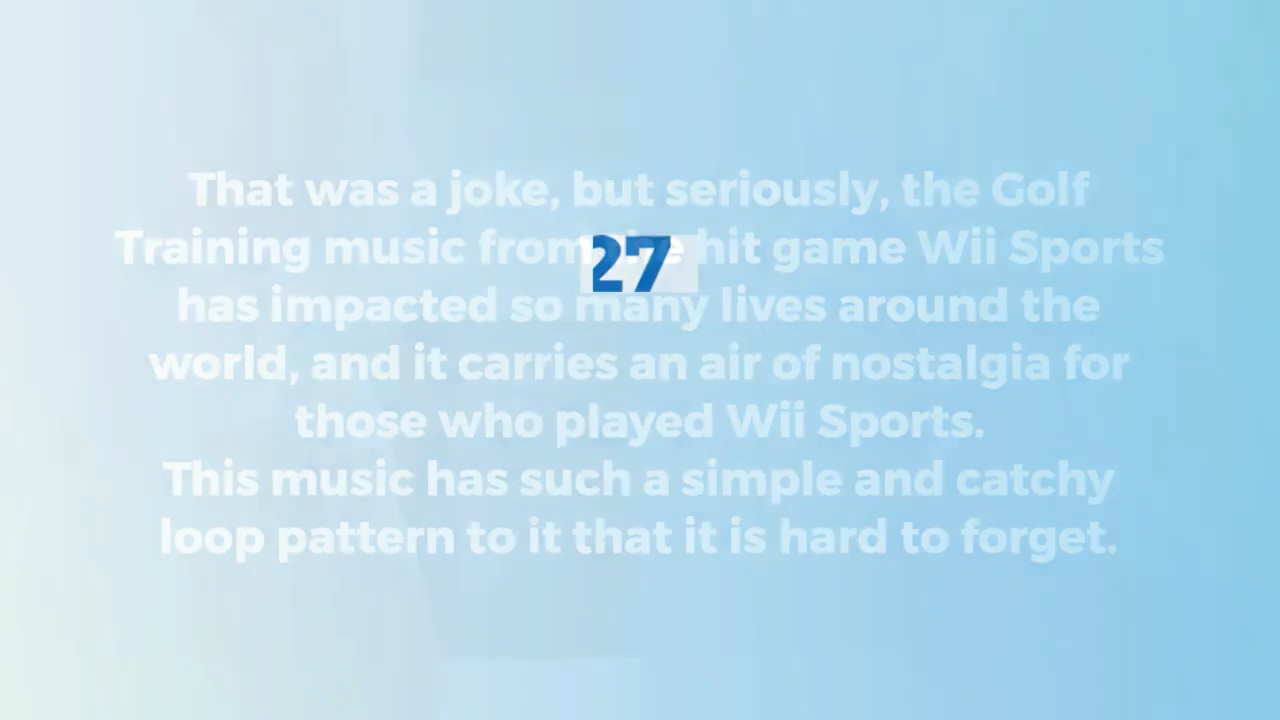 That was a joke, but seriously, the Golf
Training music from the hit game Wii Sports
27
has impacted so many lives around the
world, and it carries an air of nostalgia for
those who played Wii Sports.
This music has such a simple and catchy
loop pattern to it that it is hard to forget.